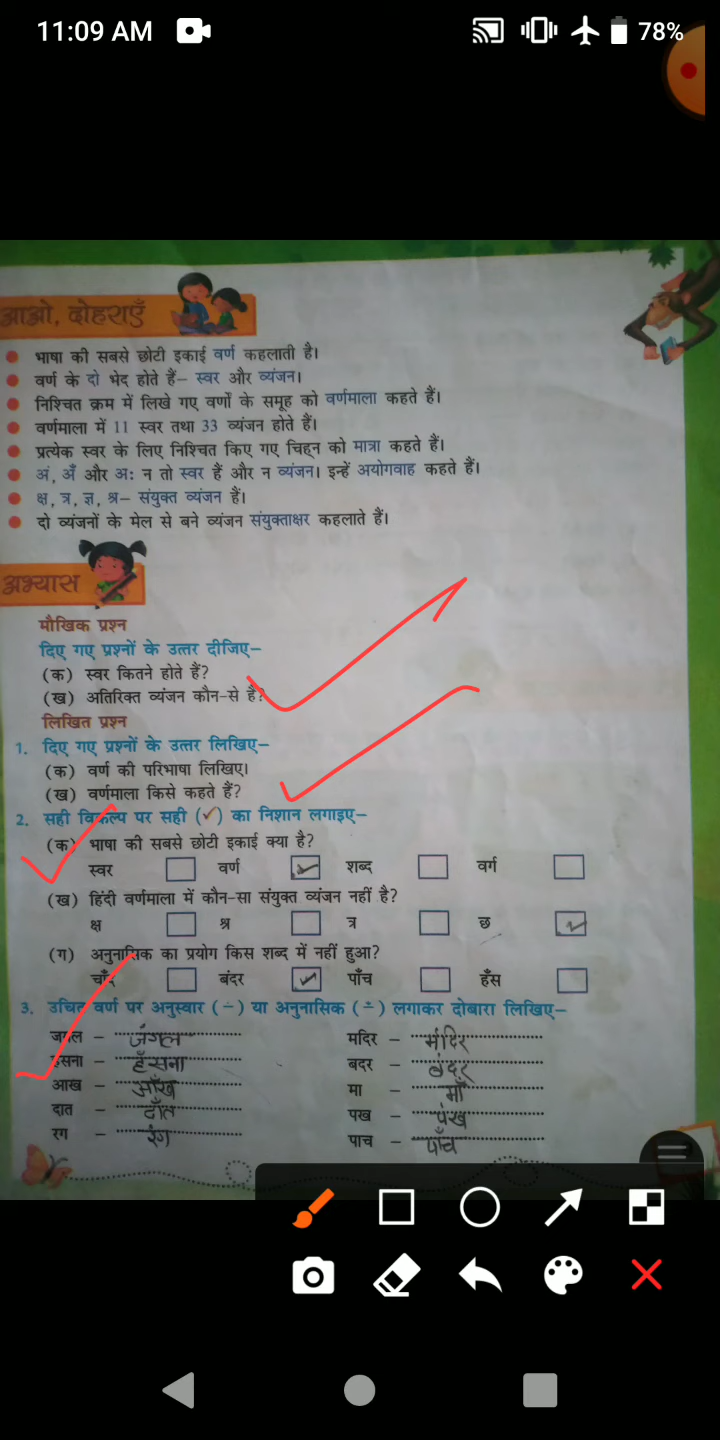 11:09 AM
78%
आओ, दोहराएँ
भाषा की सबसे छोटी इकाई वर्ण कहलाती है।
वर्ण के दो भेद होते हैं– स्वर और व्यंजन।
निश्चित क्रम में लिखे गए वर्णों के समूह को वर्णमाला कहते हैं।
वर्णमाला में 11 स्वर तथा 33 व्यंजन होते हैं।
प्रत्येक स्वर के लिए निश्चित किए गए चिह्न को मात्रा कहते हैं।
अं, अँ और अः न तो स्वर हैं और न व्यंजन। इन्हें अयोगवाह कहते हैं।
क्ष, त्र, ज्ञ, श्र– संयुक्त व्यंजन हैं।
दो व्यंजनों के मेल से बने व्यंजन संयुक्ताक्षर कहलाते हैं।
अभ्यास
मौखिक प्रश्न
दिए गए प्रश्नों के उत्तर दीजिए–
(क) स्वर कितने होते हैं?
(ख) अतिरिक्त व्यंजन कौन-से हैं?
लिखित प्रश्न
1. दिए गए प्रश्नों के उत्तर लिखिए–
(क) वर्ण की परिभाषा लिखिए।
(ख) वर्णमाला किसे कहते हैं?
2. सही विकल्प पर सही (✓) का निशान लगाइए–
(क) भाषा की सबसे छोटी इकाई क्या है?
स्वर वर्ण ✓ शब्द वर्ग
(ख) हिंदी वर्णमाला में कौन-सा संयुक्त व्यंजन नहीं है?
क्ष श्र त्र छ ✓
(ग) अनुनासिक का प्रयोग किस शब्द में नहीं हुआ?
चाँद बंदर ✓ पाँच हँस
3. उचित वर्ण पर अनुस्वार (ं) या अनुनासिक (ँ) लगाकर दोबारा लिखिए–
जगल – जंगल मदिर – मंदिर
हसना – हँसना बदर – बंदर
आख – आँख मा – माँ
दात – दाँत पख – पंख
रग – रंग पाच – पाँच